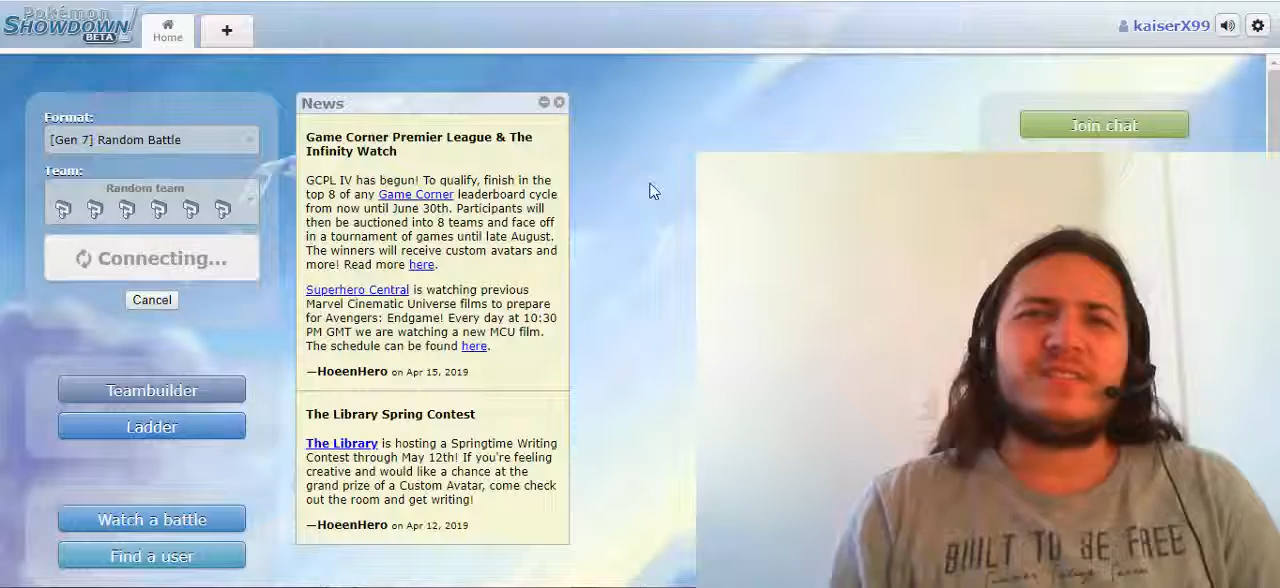 Pokémon
SHOWDOWN!
BETA
Home
+
kaiserX99
Format:
[Gen 7] Random Battle
Team:
Random team
Connecting...
Cancel
Teambuilder
Ladder
Watch a battle
Find a user
News
Game Corner Premier League & The
Infinity Watch
GCPL IV has begun! To qualify, finish in the
top 8 of any Game Corner leaderboard cycle
from now until June 30th. Participants will
then be auctioned into 8 teams and face off
in a tournament of games until late August.
The winners will receive custom avatars and
more! Read more here.
Superhero Central is watching previous
Marvel Cinematic Universe films to prepare
for Avengers: Endgame! Every day at 10:30
PM GMT we are watching a new MCU film.
The schedule can be found here.
—HoeenHero on Apr 15, 2019
The Library Spring Contest
The Library is hosting a Springtime Writing
Contest through May 12th! If you're feeling
creative and would like a chance at the
grand prize of a Custom Avatar, come check
out the room and get writing!
—HoeenHero on Apr 12, 2019
Join chat
BUILT TO BE FREE